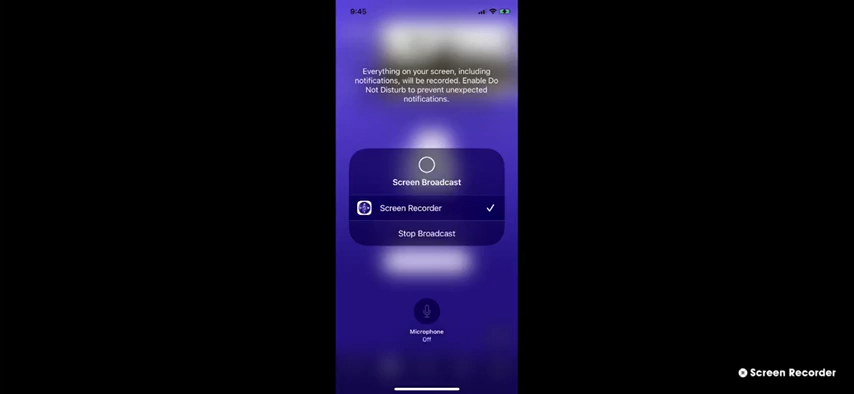 9:45
Everything on your screen, including
notifications, will be recorded. Enable Do
Not Disturb to prevent unexpected
notifications.
Screen Broadcast
Screen Recorder
Stop Broadcast
Microphone
Off
Screen Recorder